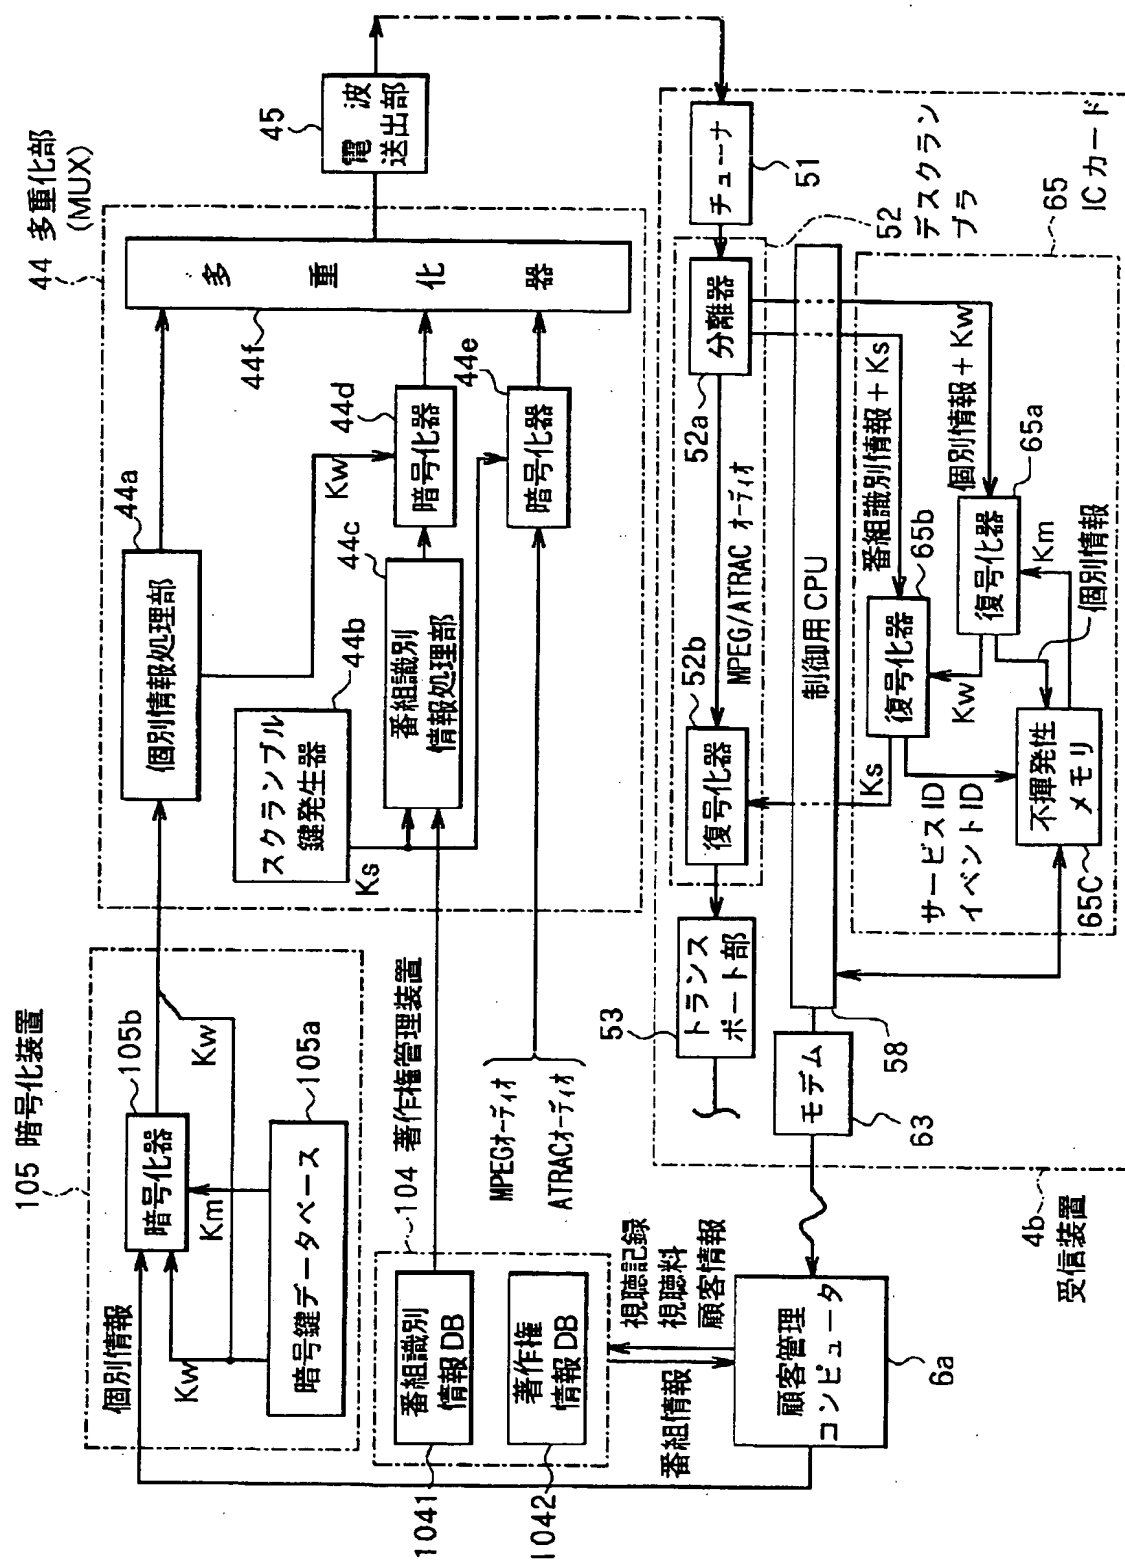 105 暗号化装置
個別情報
暗号化器
105b
Kw
Km
Kw
暗号鍵データベース
105a
44 多重化部
(MUX)
個別情報処理部
44a
スクランブル
鍵発生器
44b
Ks
番組識別
情報処理部
44c
Kw
暗号化器
44d
暗号化器
44e
多重化器
44f
45
電波
送出部
104 著作権管理装置
番組識別
情報DB
1041
著作権
情報DB
1042
MPEGオーディオ
ATRACオーディオ
視聴記録
視聴料
顧客情報
番組情報
顧客管理
コンピュータ
6a
4b
受信装置
チューナ
51
52
デスクラン
ブラ
分離器
52a
MPEG/ATRAC オーディオ
復号化器
52b
トランス
ポート部
53
制御用CPU
58
モデム
63
65
ICカード
番組識別情報+Ks
個別情報+Kw
復号化器
65a
復号化器
65b
Km
個別情報
Kw
Ks
サービスID
イベントID
不揮発性
メモリ
65C